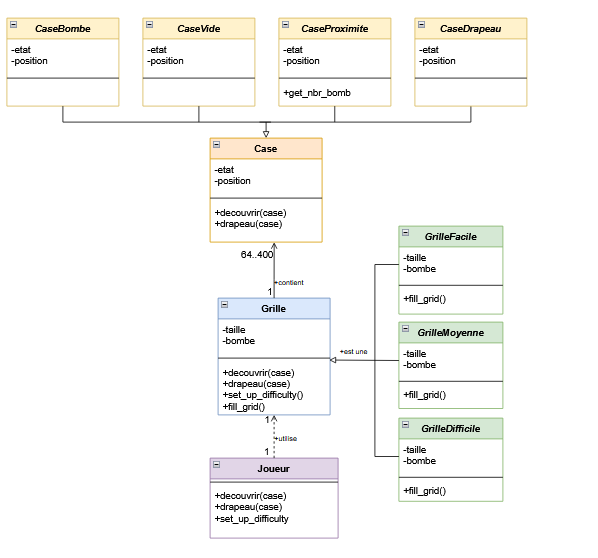 CaseBombe
-etat
-position
CaseVide
-etat
-position
CaseProximite
-etat
-position
+get_nbr_bomb
CaseDrapeau
-etat
-position
Case
-etat
-position
+decouvrir(case)
+drapeau(case)
64..400
+contient
1
Grille
-taille
-bombe
+decouvrir(case)
+drapeau(case)
+set_up_difficulty()
+fill_grid()
+est une
GrilleFacile
-taille
-bombe
+fill_grid()
GrilleMoyenne
-taille
-bombe
+fill_grid()
GrilleDifficile
-taille
-bombe
+fill_grid()
1
+utilise
1
Joueur
+decouvrir(case)
+drapeau(case)
+set_up_difficulty